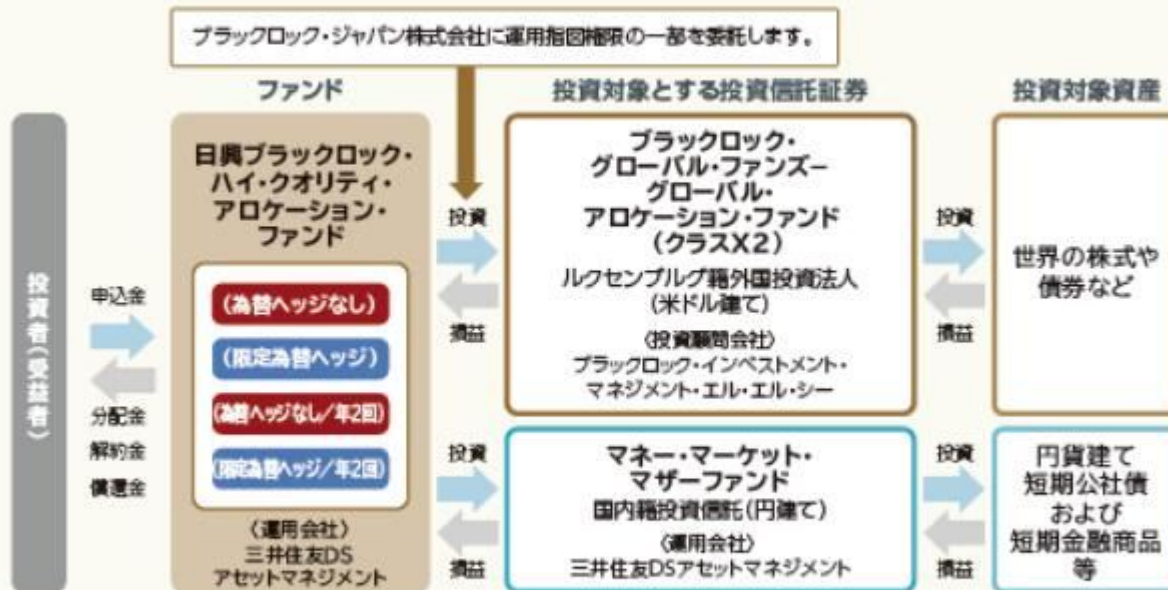 ブラックロック・ジャパン株式会社に運用指図権限の一部を委託します。
ファンド
投資対象とする投資信託証券
投資対象資産
投資者(受益者)
申込金
分配金
解約金
償還金
日興ブラックロック・
ハイ・クオリティ・
アロケーション・
ファンド
(為替ヘッジなし)
(限定為替ヘッジ)
(為替ヘッジなし/年2回)
(限定為替ヘッジ/年2回)
〈運用会社〉
三井住友DS
アセットマネジメント
投資
損益
ブラックロック・
グローバル・ファンズー
グローバル・
アロケーション・ファンド
(クラスX2)
ルクセンブルグ籍外国投資法人
(米ドル建て)
〈投資顧問会社〉
ブラックロック・インベストメント・
マネジメント・エル・エル・シー
投資
損益
世界の株式や
債券など
投資
損益
マネー・マーケット・
マザーファンド
国内籍投資信託(円建て)
〈運用会社〉
三井住友DSアセットマネジメント
投資
損益
円貨建て
短期公社債
および
短期金融商品
等